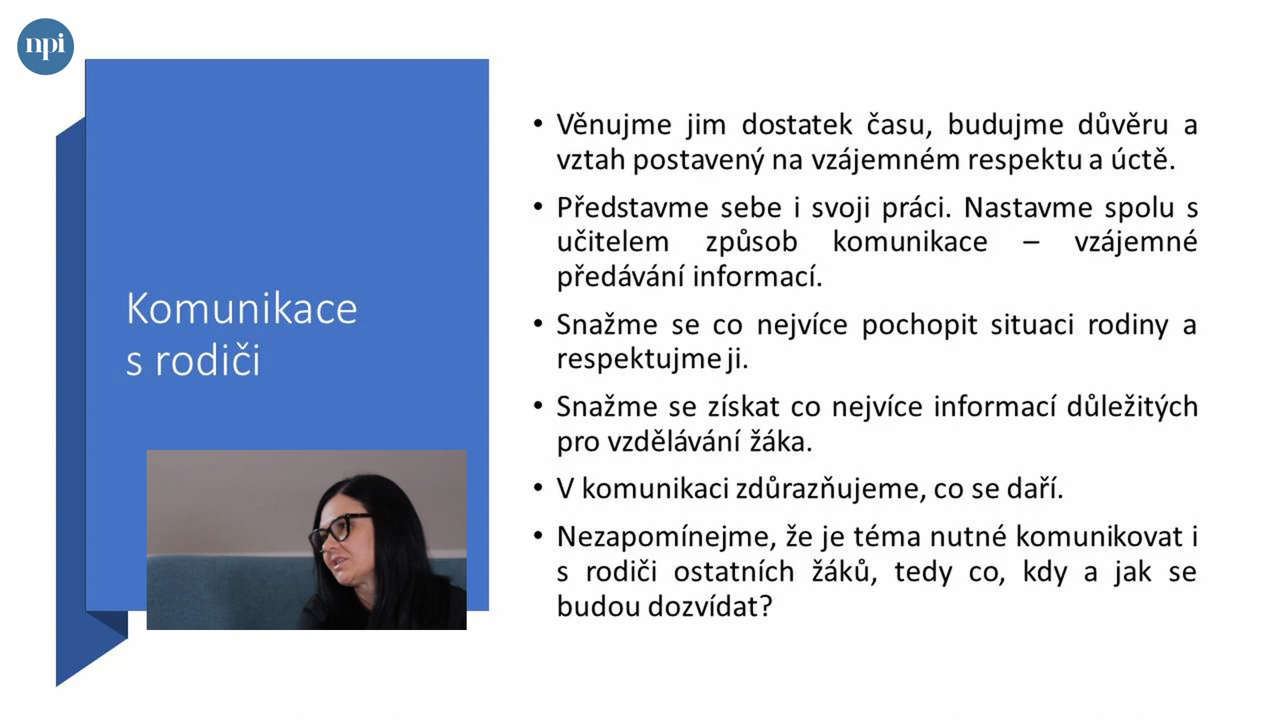 npi
Komunikace
s rodiči
• Věnujme jim dostatek času, budujme důvěru a
vztah postavený na vzájemném respektu a úctě.
• Představme sebe i svoji práci. Nastavme spolu s
učitelem způsob komunikace – vzájemné
předávání informací.
• Snažme se co nejvíce pochopit situaci rodiny a
respektujme ji.
• Snažme se získat co nejvíce informací důležitých
pro vzdělávání žáka.
• V komunikaci zdůrazňujeme, co se daří.
• Nezapomínejme, že je téma nutné komunikovat i
s rodiči ostatních žáků, tedy co, kdy a jak se
budou dozvídat?